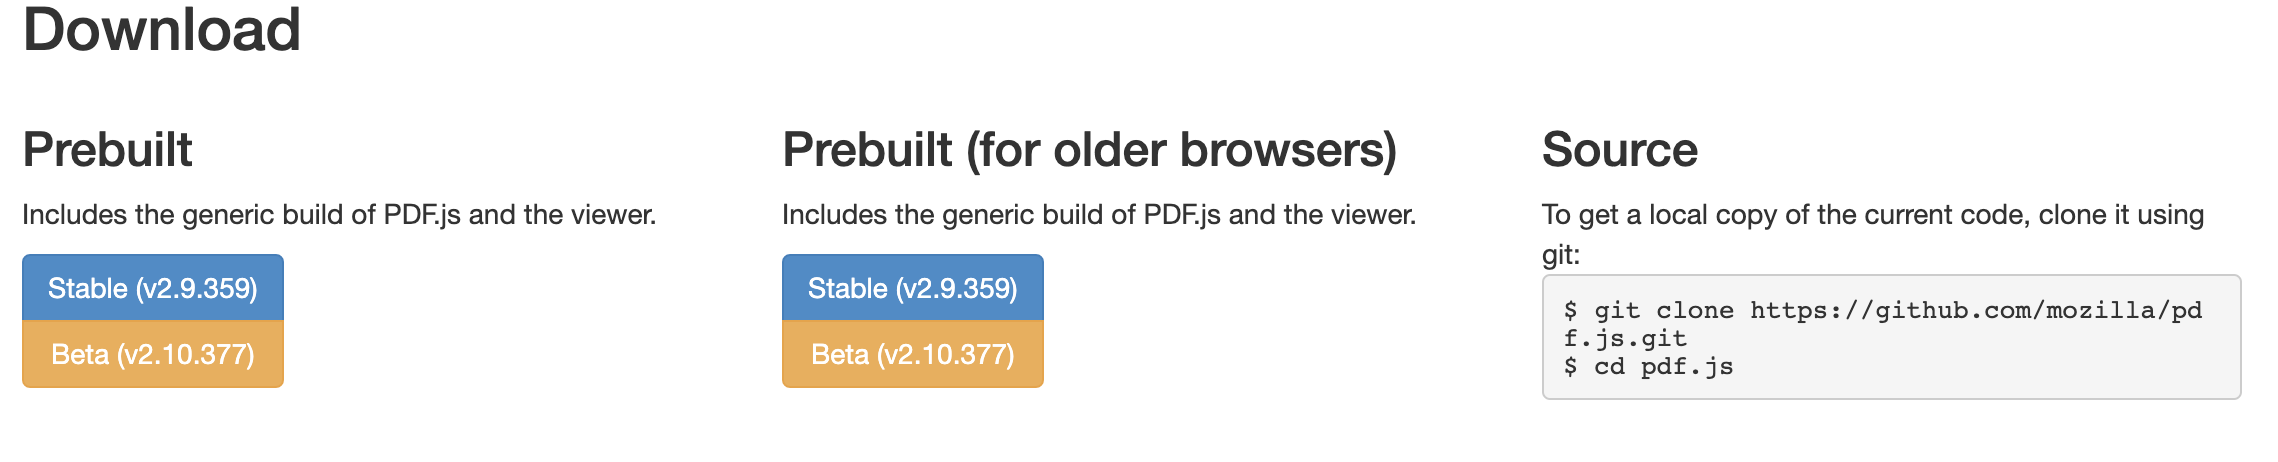 Download
Prebuilt
Includes the generic build of PDF.js and the viewer.
Stable (v2.9.359)
Beta (v2.10.377)
Prebuilt (for older browsers)
Includes the generic build of PDF.js and the viewer.
Stable (v2.9.359)
Beta (v2.10.377)
Source
To get a local copy of the current code, clone it using
git:
$ git clone https://github.com/mozilla/pd
f.js.git
$ cd pdf.js